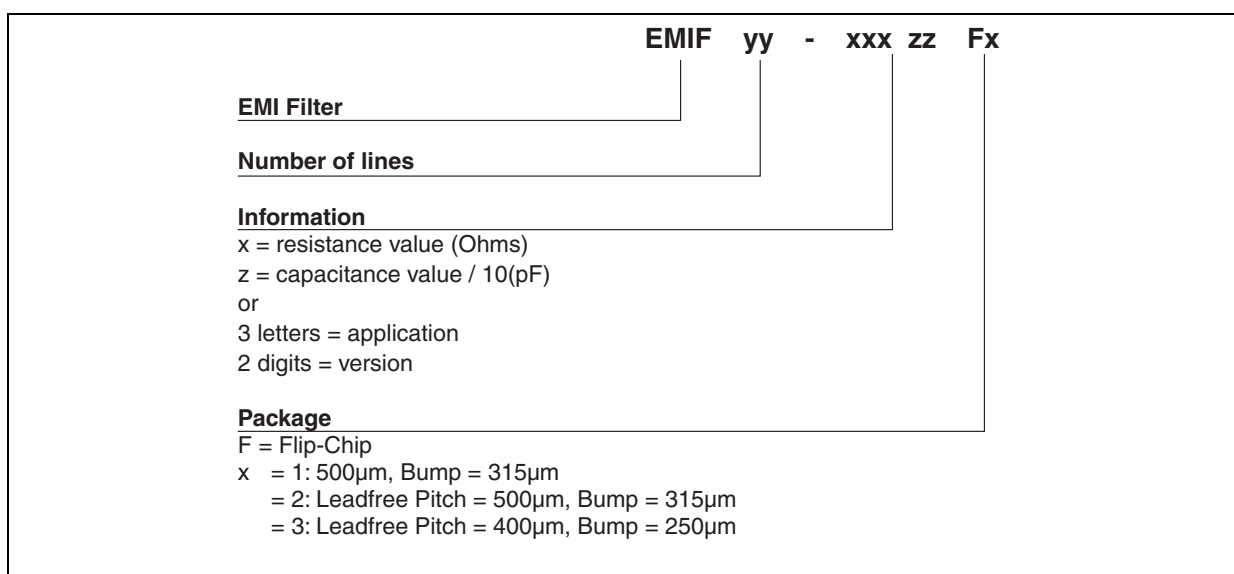 EMIF yy - xxx zz Fx
EMI Filter
Number of lines
Information
x = resistance value (Ohms)
z = capacitance value / 10(pF)
or
3 letters = application
2 digits = version
Package
F = Flip-Chip
x = 1: 500µm, Bump = 315µm
= 2: Leadfree Pitch = 500µm, Bump = 315µm
= 3: Leadfree Pitch = 400µm, Bump = 250µm